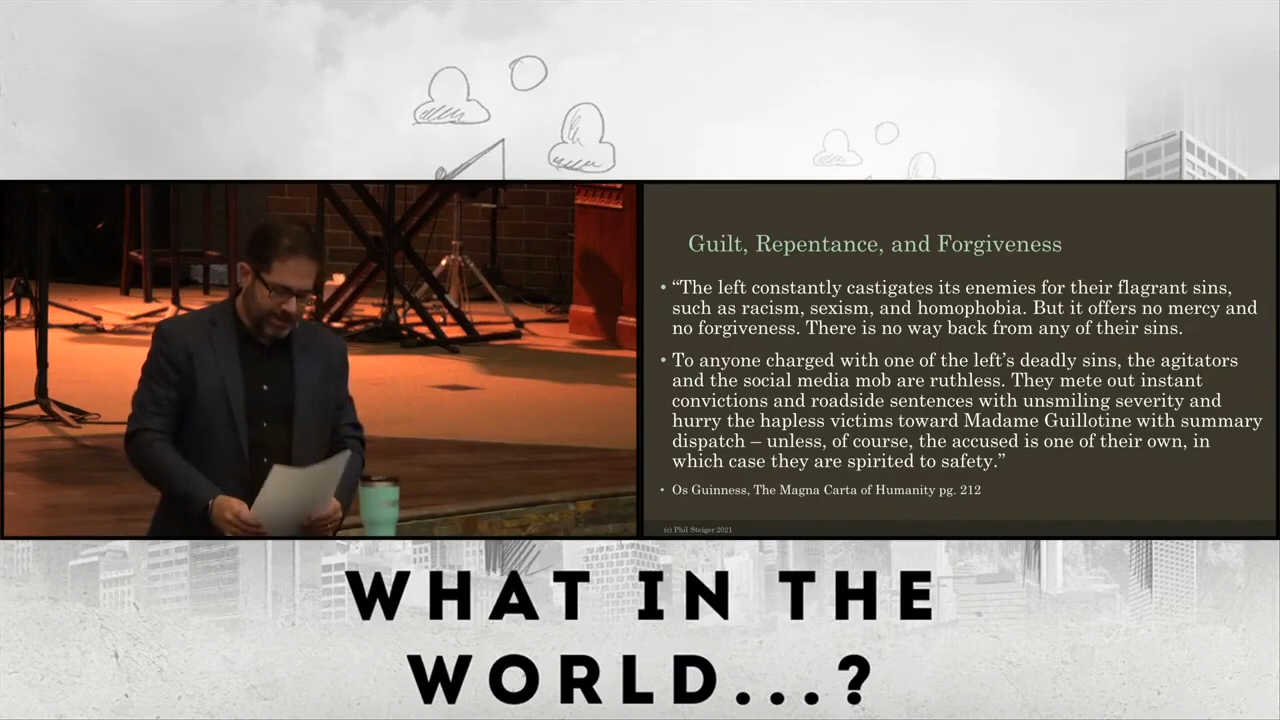 Guilt, Repentance, and Forgiveness
• “The left constantly castigates its enemies for their flagrant sins,
such as racism, sexism, and homophobia. But it offers no mercy and
no forgiveness. There is no way back from any of their sins.
• To anyone charged with one of the left’s deadly sins, the agitators
and the social media mob are ruthless. They mete out instant
convictions and roadside sentences with unsmiling severity and
hurry the hapless victims toward Madame Guillotine with summary
dispatch – unless, of course, the accused is one of their own, in
which case they are spirited to safety.”
• Os Guinness, The Magna Carta of Humanity pg. 212
(c) Phil Steiger 2021
WHAT IN THE
WORLD...?